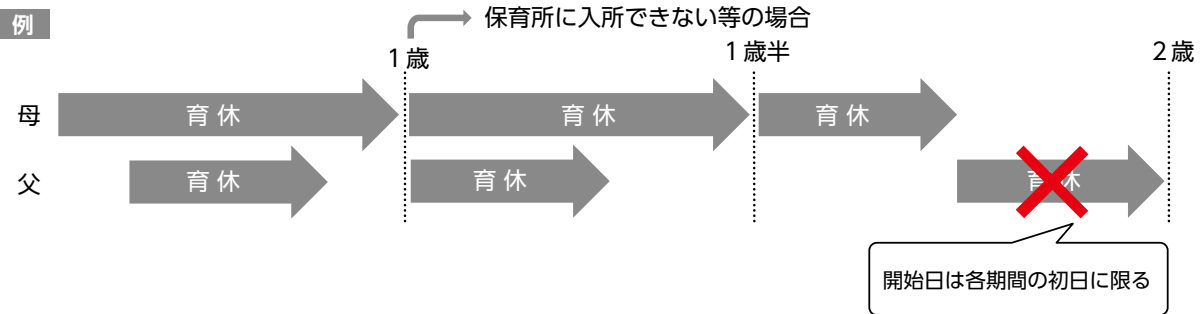 例
保育所に入所できない等の場合
1歳
1歳半
2歳
母
育休
育休
育休
父
育休
育休
育休
開始日は各期間の初日に限る